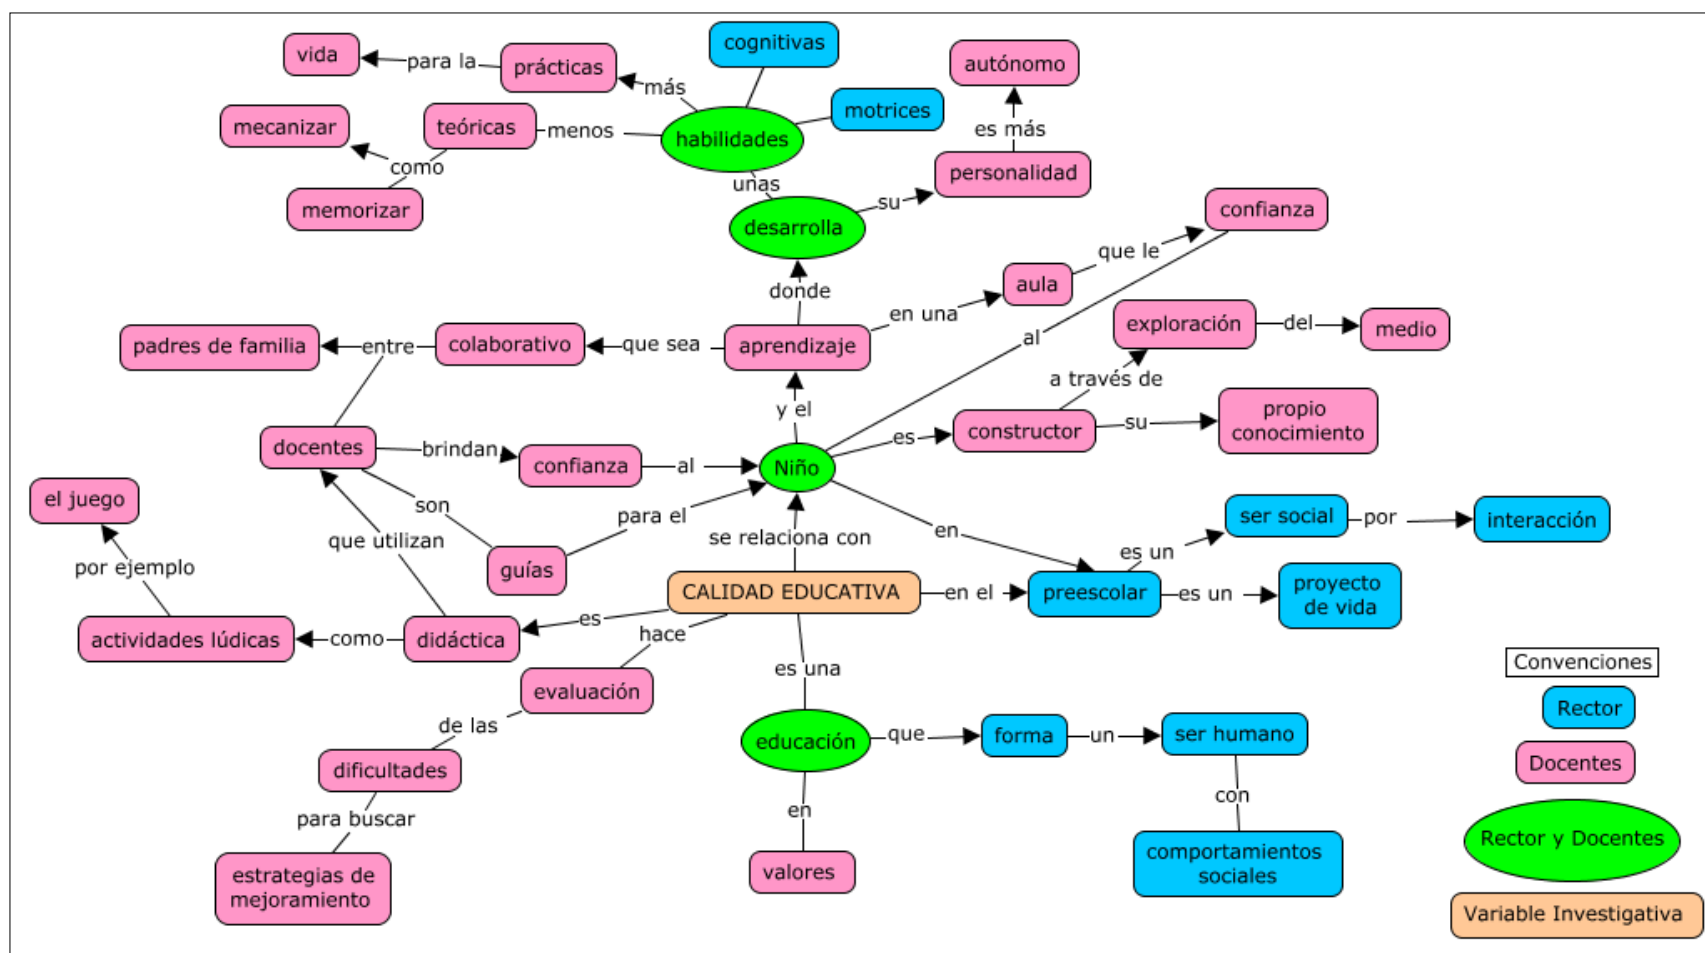 cognitivas
vida
para la
prácticas
autónomo
más
motrices
mecanizar
teóricas
menos
habilidades
es más
como
personalidad
unas
memorizar
su
confianza
desarrolla
que le
aula
donde
en una
exploración
del
medio
padres de familia
entre
colaborativo
que sea
aprendizaje
al
a través de
y el
propio
conocimiento
constructor
su
es
docentes
brindan
confianza
al
Niño
el juego
son
para el
en
ser social
por
interacción
que utilizan
se relaciona con
es un
por ejemplo
guías
CALIDAD EDUCATIVA
en el
preescolar
es un
proyecto
de vida
es
hace
actividades lúdicas
como
didáctica
es una
Convenciones
evaluación
Rector
de las
educación
que
forma
un
ser humano
dificultades
Docentes
con
para buscar
en
Rector y Docentes
comportamientos
sociales
estrategias de
mejoramiento
valores
Variable Investigativa